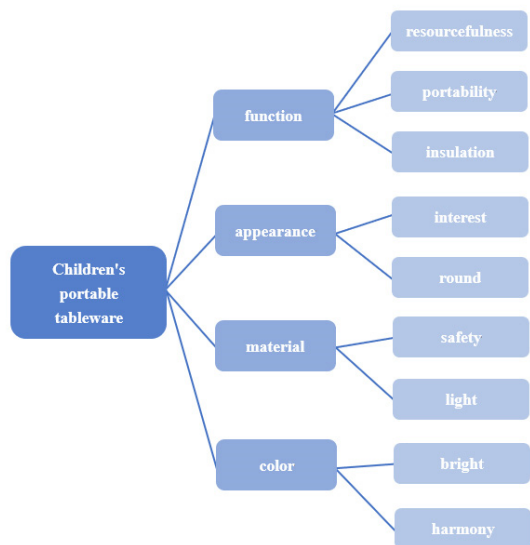 Children's
portable
tableware
function
resourcefulness
portability
insulation
appearance
interest
round
material
safety
light
color
bright
harmony